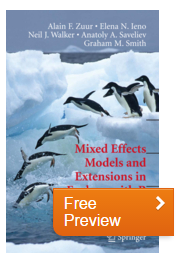 Alain F. Zuur • Elena N. Ieno
Neil J. Walker • Anatoly A. Saveliev
Graham M. Smith
Mixed Effects
Models and
Extensions in
Free
Preview
Springer